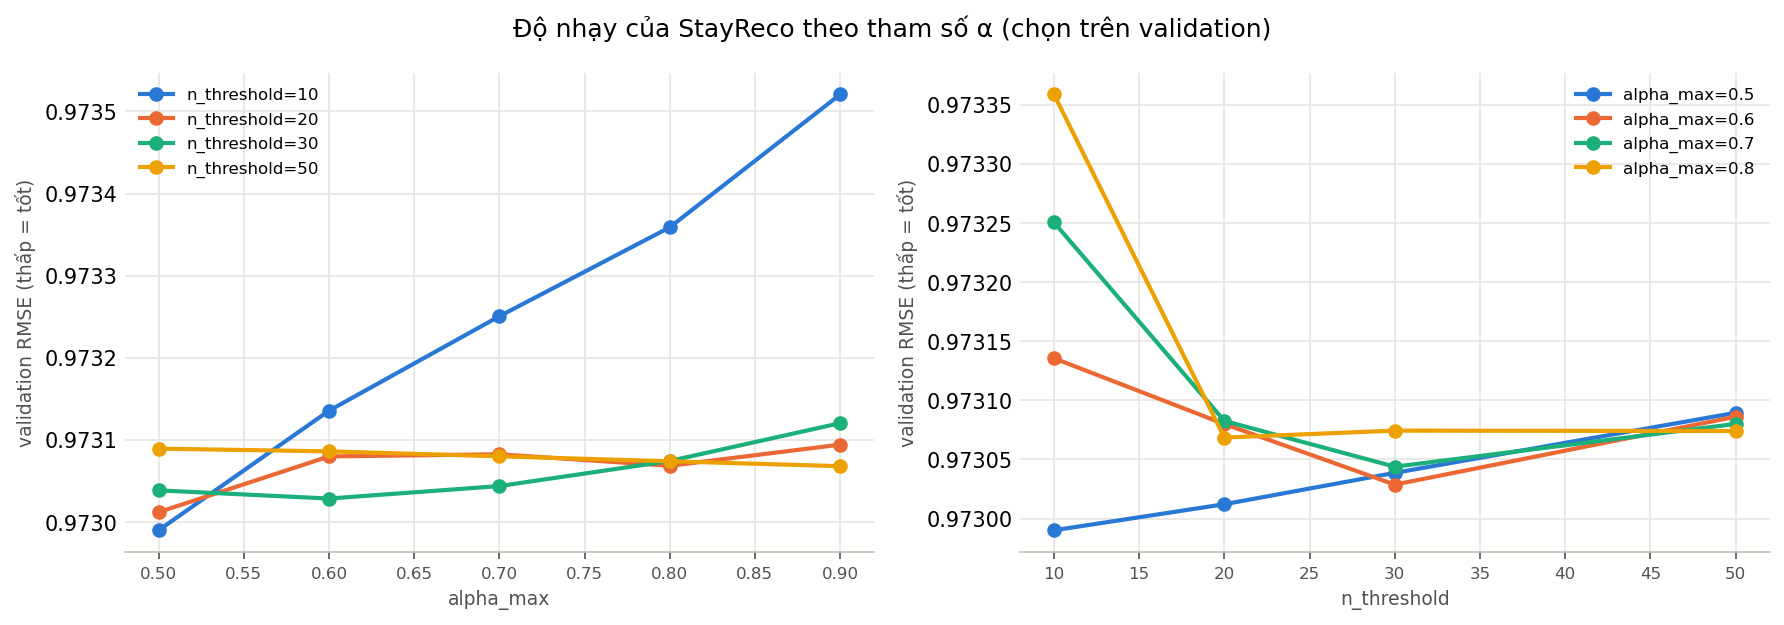 Độ nhạy của StayReco theo tham số α (chọn trên validation)
validation RMSE (thấp = tốt)
0.9735
0.9734
0.9733
0.9732
0.9731
0.9730
n_threshold=10
n_threshold=20
n_threshold=30
n_threshold=50
0.50 0.55 0.60 0.65 0.70 0.75 0.80 0.85 0.90
alpha_max
validation RMSE (thấp = tốt)
0.97335
0.97330
0.97325
0.97320
0.97315
0.97310
0.97305
0.97300
alpha_max=0.5
alpha_max=0.6
alpha_max=0.7
alpha_max=0.8
10 15 20 25 30 35 40 45 50
n_threshold